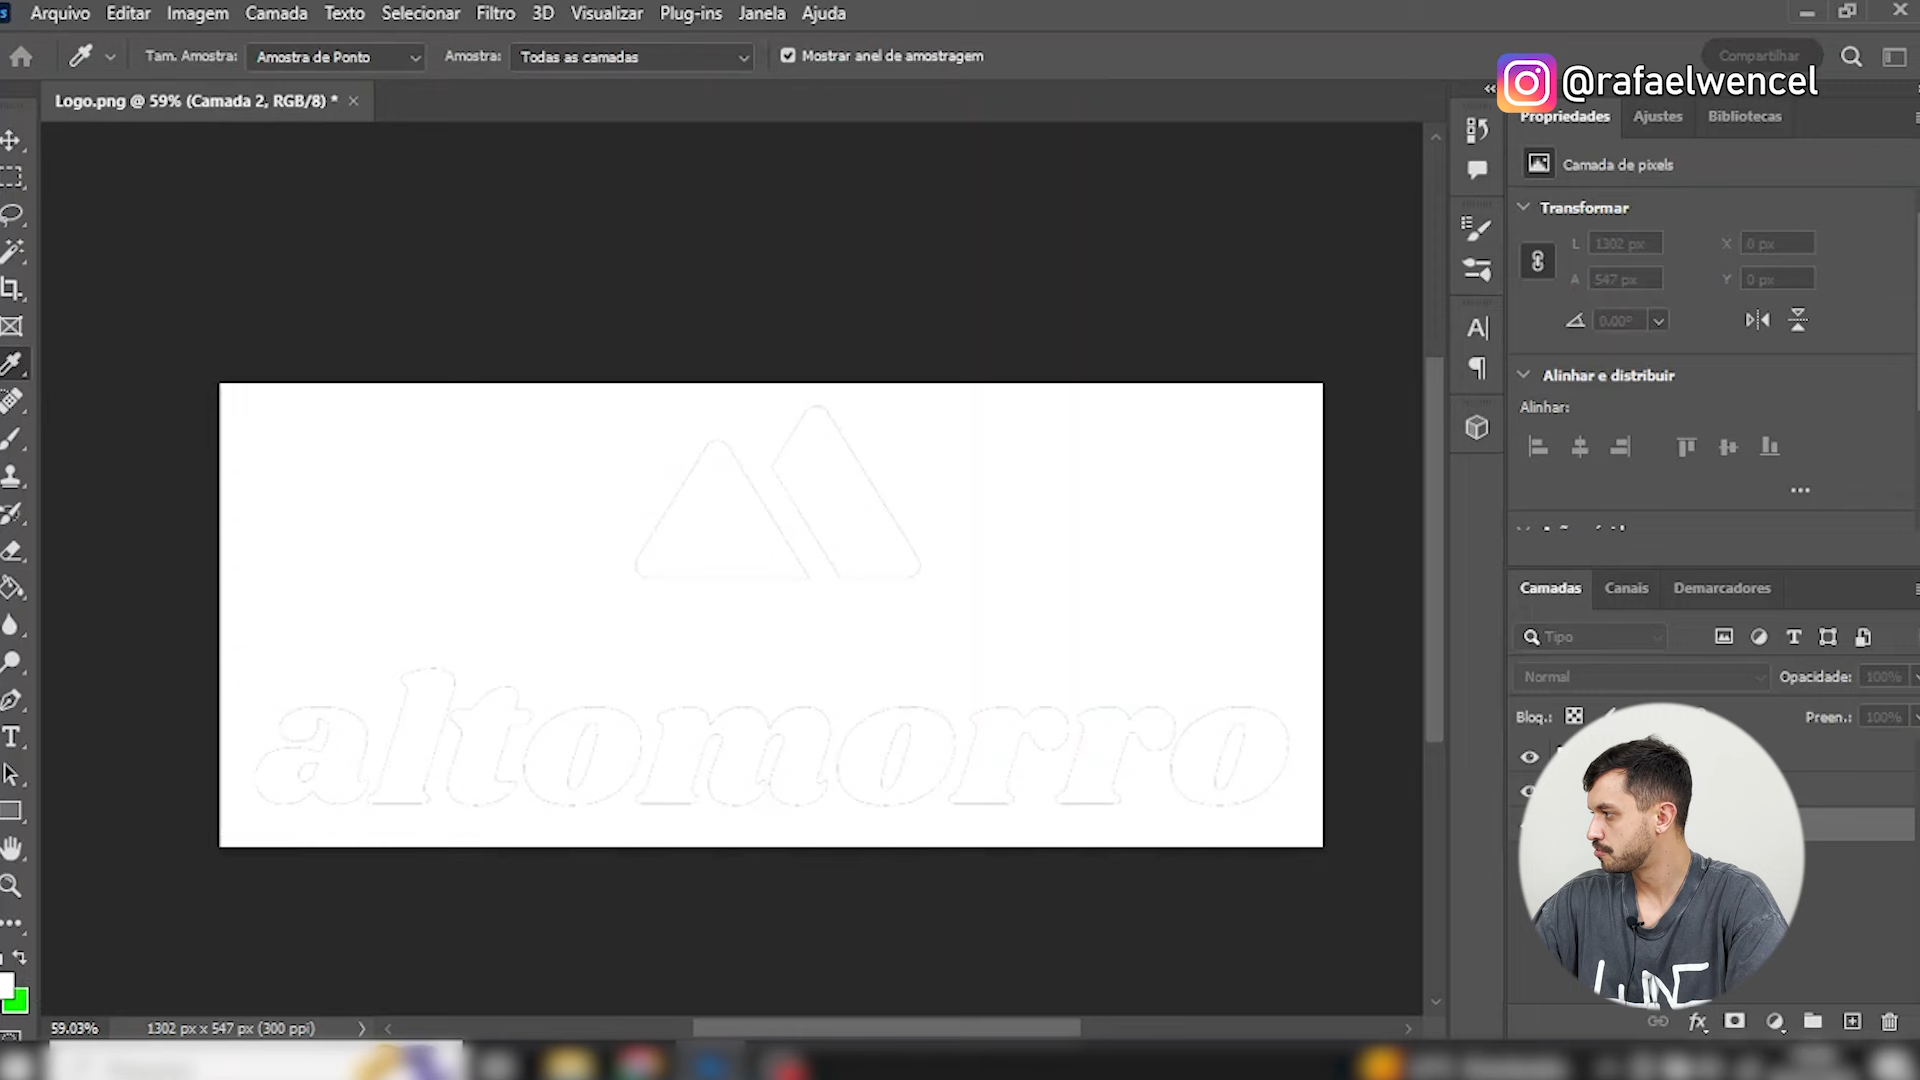 Arquivo Editar Imagem Camada Texto Selecionar Filtro 3D Visualizar Plug-ins Janela Ajuda
Tam. Amostra: Amostra de Ponto Amostra: Todas as camadas Mostrar anel de amostragem Compartilhar
@rafaelwencel
Logo.png @ 59% (Camada 2, RGB/8) *
Propriedades Ajustes Bibliotecas
Camada de pixels
Transformar
L 1302 px X 0 px
A 547 px Y 0 px
0.00°
Alinhar e distribuir
Alinhar:
Camadas Canais Demarcadores
Tipo
Normal Opacidade: 100%
Bloq.: Preen.: 100%
altomorro
59.03% 1302 px x 547 px (300 ppi)